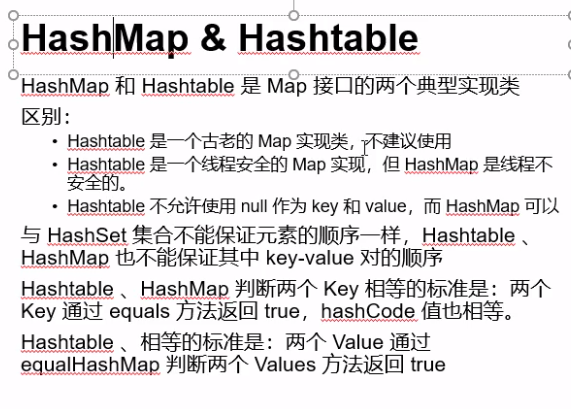 HashMap & Hashtable
HashMap 和 Hashtable 是 Map 接口的两个典型实现类
区别：
• Hashtable 是一个古老的 Map 实现类，不建议使用
• Hashtable 是一个线程安全的 Map 实现，但 HashMap 是线程不
安全的。
• Hashtable 不允许使用 null 作为 key 和 value，而 HashMap 可以
与 HashSet 集合不能保证元素的顺序一样，Hashtable 、
HashMap 也不能保证其中 key-value 对的顺序
Hashtable 、HashMap 判断两个 Key 相等的标准是：两个
Key 通过 equals 方法返回 true，hashCode 值也相等。
Hashtable 、相等的标准是：两个 Value 通过
equalHashMap 判断两个 Values 方法返回 true